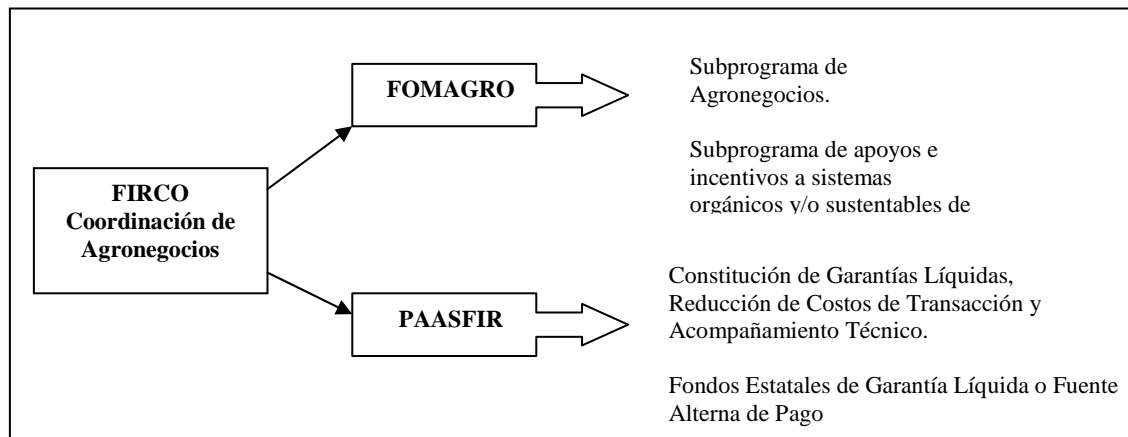 FOMAGRO
Subprograma de
Agronegocios.
Subprograma de apoyos e
incentivos a sistemas
orgánicos y/o sustentables de
FIRCO
Coordinación de
Agronegocios
PAASFIR
Constitución de Garantías Líquidas,
Reducción de Costos de Transacción y
Acompañamiento Técnico.
Fondos Estatales de Garantía Líquida o Fuente
Alterna de Pago